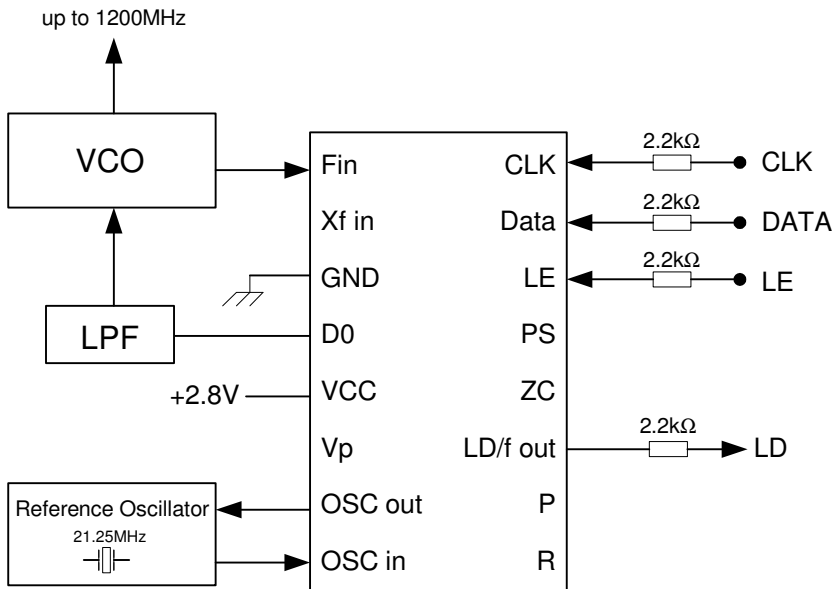 up to 1200MHz
VCO
Fin
CLK
2.2kΩ
CLK
Xf in
Data
2.2kΩ
DATA
GND
LE
2.2kΩ
LE
LPF
D0
PS
+2.8V
VCC
ZC
Vp
LD/f out
2.2kΩ
LD
Reference Oscillator
21.25MHz
OSC out
P
OSC in
R